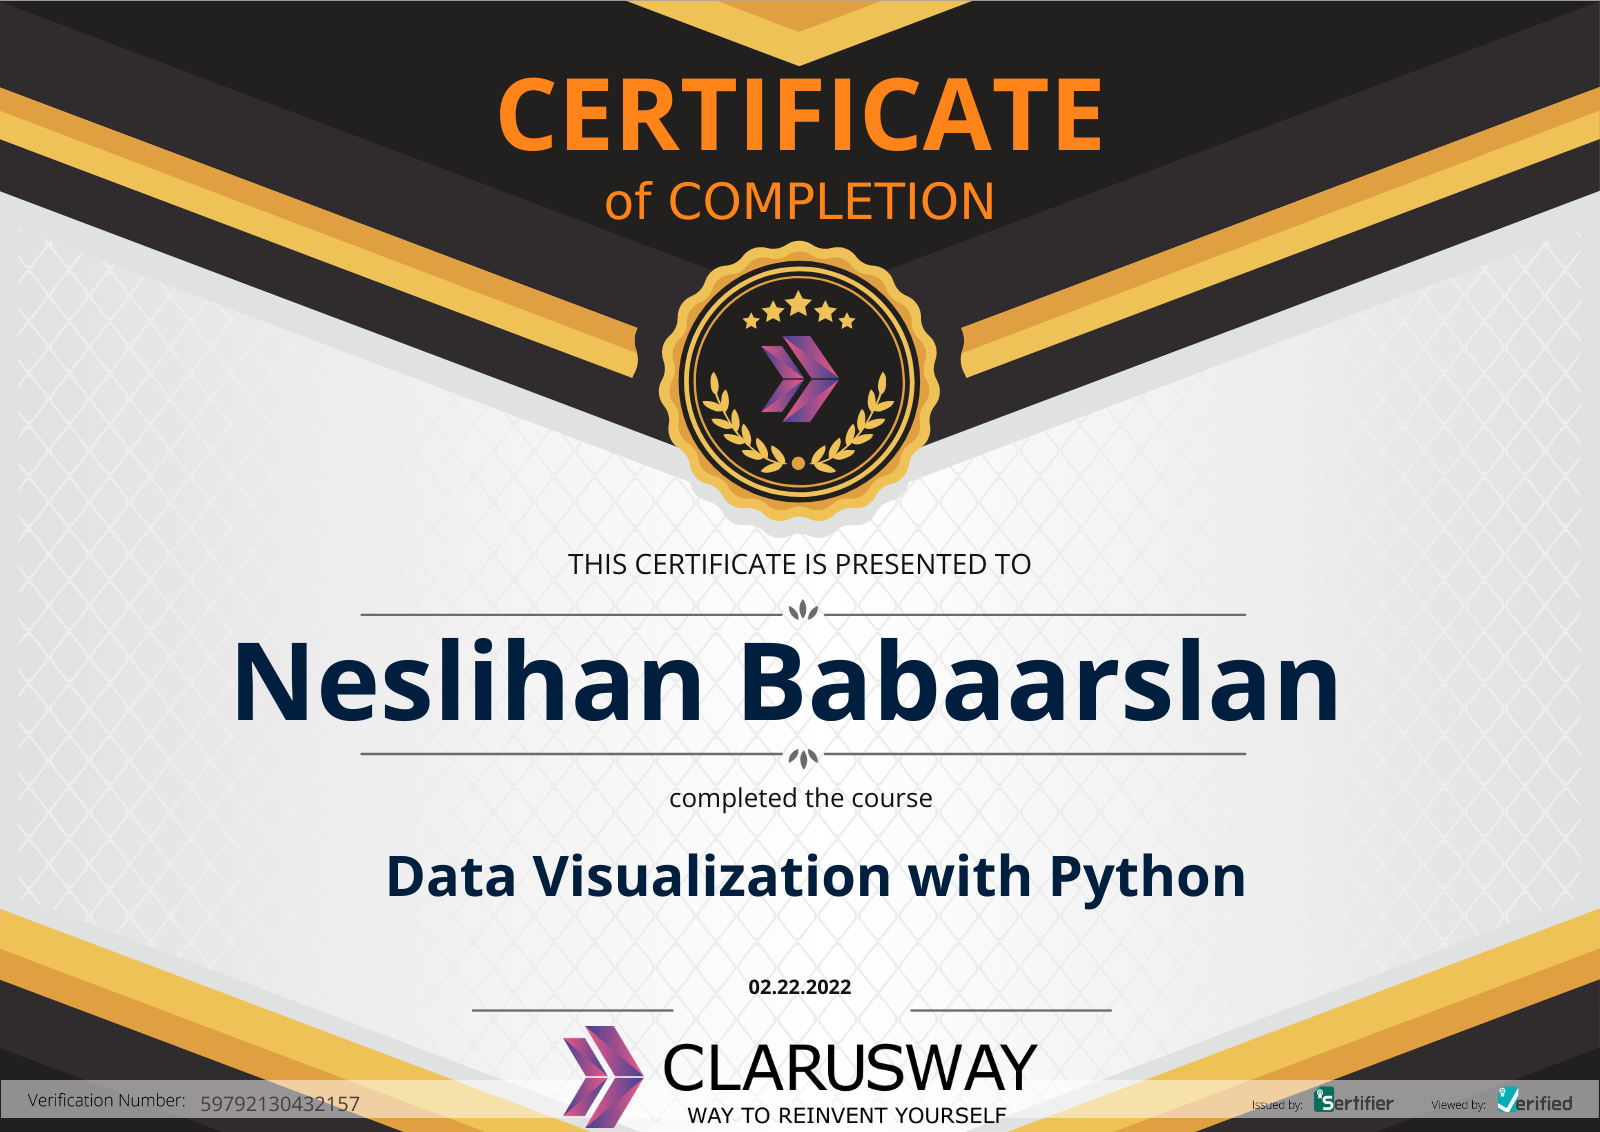 CERTIFICATE
of COMPLETION
THIS CERTIFICATE IS PRESENTED TO
Neslihan Babaarslan
completed the course
Data Visualization with Python
02.22.2022
CLARUSWAY
WAY TO REINVENT YOURSELF
Verification Number: 59792130432157
Issued by: Sertifier Viewed by: Verified